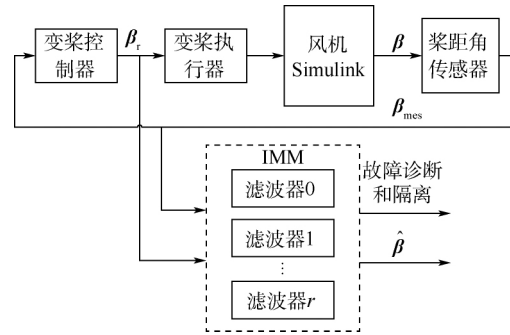 变桨控
制器
β_r
变桨执
行器
风机
Simulink
β
桨距角
传感器
β_mes
IMM
滤波器0
滤波器1
⋮
滤波器r
故障诊断
和隔离
β̂